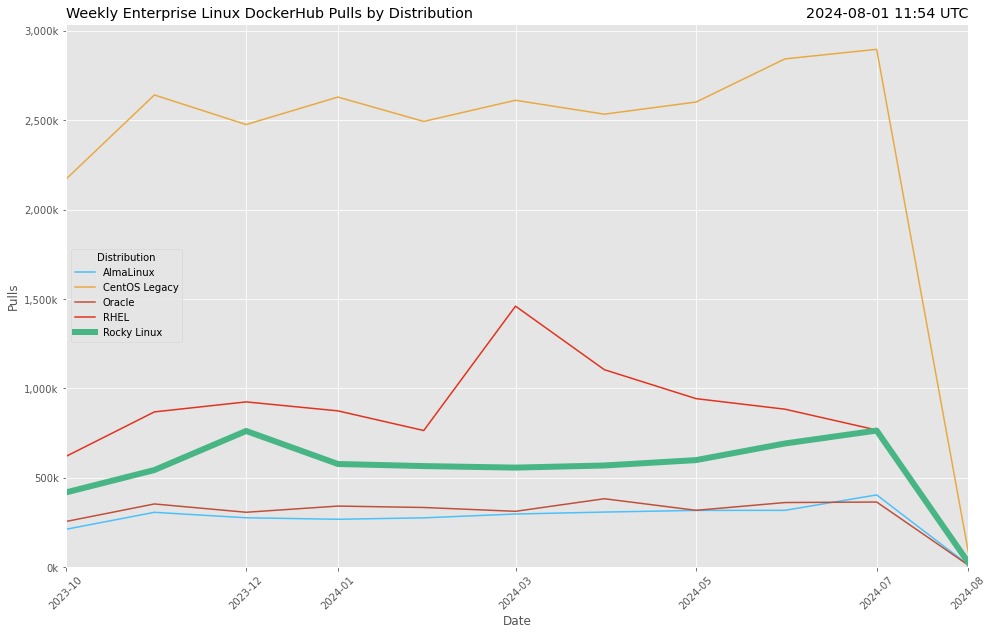 Weekly Enterprise Linux DockerHub Pulls by Distribution
2024-08-01 11:54 UTC
3,000k
2,500k
2,000k
1,500k
1,000k
500k
0k
Pulls
Distribution
AlmaLinux
CentOS Legacy
Oracle
RHEL
Rocky Linux
2023-10
2023-12
2024-01
2024-03
2024-05
2024-07
2024-08
Date